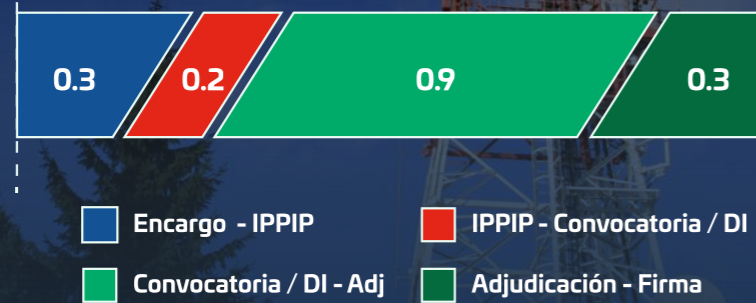 0.3 0.2 0.9 0.3
Encargo - IPPIP IPPIP - Convocatoria / DI
Convocatoria / DI - Adj Adjudicación - Firma